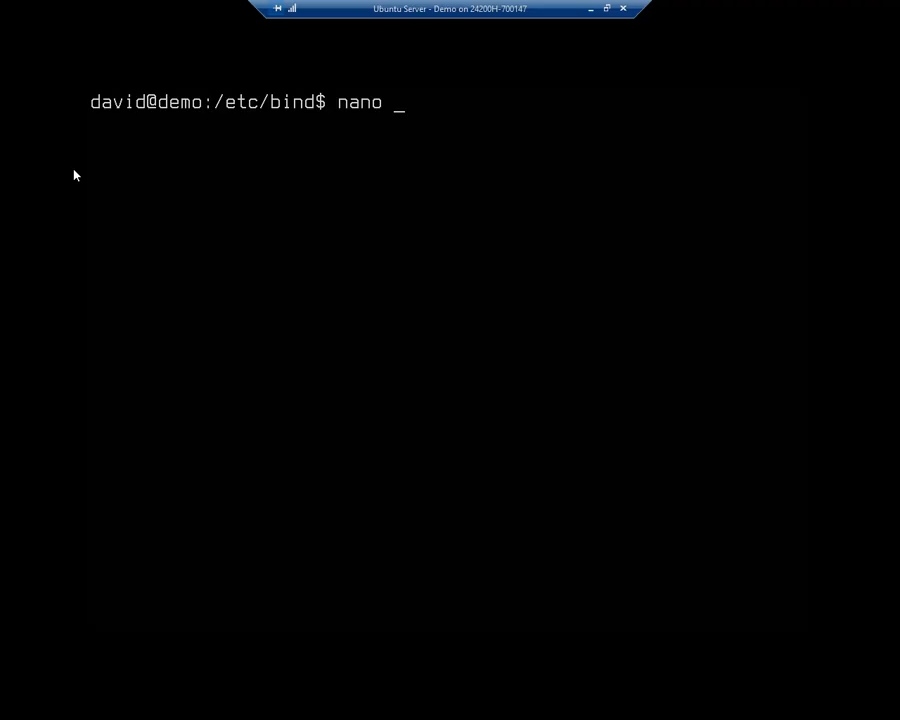 Ubuntu Server - Demo on 24200H-700147
david@demo:/etc/bind$ nano _